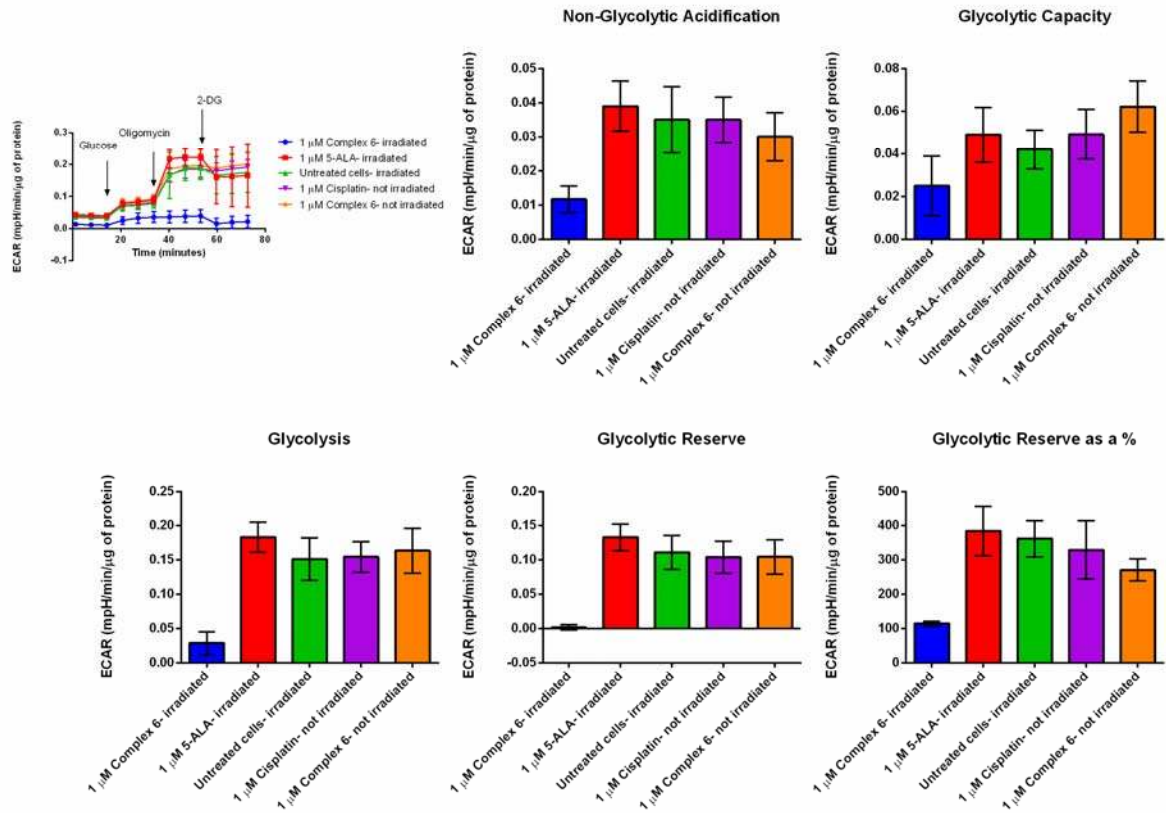 ECAR (mpH/min/µg of protein)
0.3
0.2
0.1
0.0
-0.1
Glucose
Oligomycin
2-DG
20
40
60
80
Time (minutes)
1 µM Complex 6- irradiated
1 µM 5-ALA- irradiated
Untreated cells- irradiated
1 µM Cisplatin- not irradiated
1 µM Complex 6- not irradiated
Non-Glycolytic Acidification
ECAR (mpH/min/µg of protein)
0.05
0.04
0.03
0.02
0.01
0.00
1 µM Complex 6- irradiated
1 µM 5-ALA- irradiated
Untreated cells- irradiated
1 µM Cisplatin- not irradiated
1 µM Complex 6- not irradiated
Glycolytic Capacity
ECAR (mpH/min/µg of protein)
0.08
0.06
0.04
0.02
0.00
1 µM Complex 6- irradiated
1 µM 5-ALA- irradiated
Untreated cells- irradiated
1 µM Cisplatin- not irradiated
1 µM Complex 6- not irradiated
Glycolysis
ECAR (mpH/min/µg of protein)
0.25
0.20
0.15
0.10
0.05
0.00
1 µM Complex 6- irradiated
1 µM 5-ALA- irradiated
Untreated cells- irradiated
1 µM Cisplatin- not irradiated
1 µM Complex 6- not irradiated
Glycolytic Reserve
ECAR (mpH/min/µg of protein)
0.20
0.15
0.10
0.05
0.00
-0.05
1 µM Complex 6- irradiated
1 µM 5-ALA- irradiated
Untreated cells- irradiated
1 µM Cisplatin- not irradiated
1 µM Complex 6- not irradiated
Glycolytic Reserve as a %
ECAR (mpH/min/µg of protein)
500
400
300
200
100
0
1 µM Complex 6- irradiated
1 µM 5-ALA- irradiated
Untreated cells- irradiated
1 µM Cisplatin- not irradiated
1 µM Complex 6- not irradiated